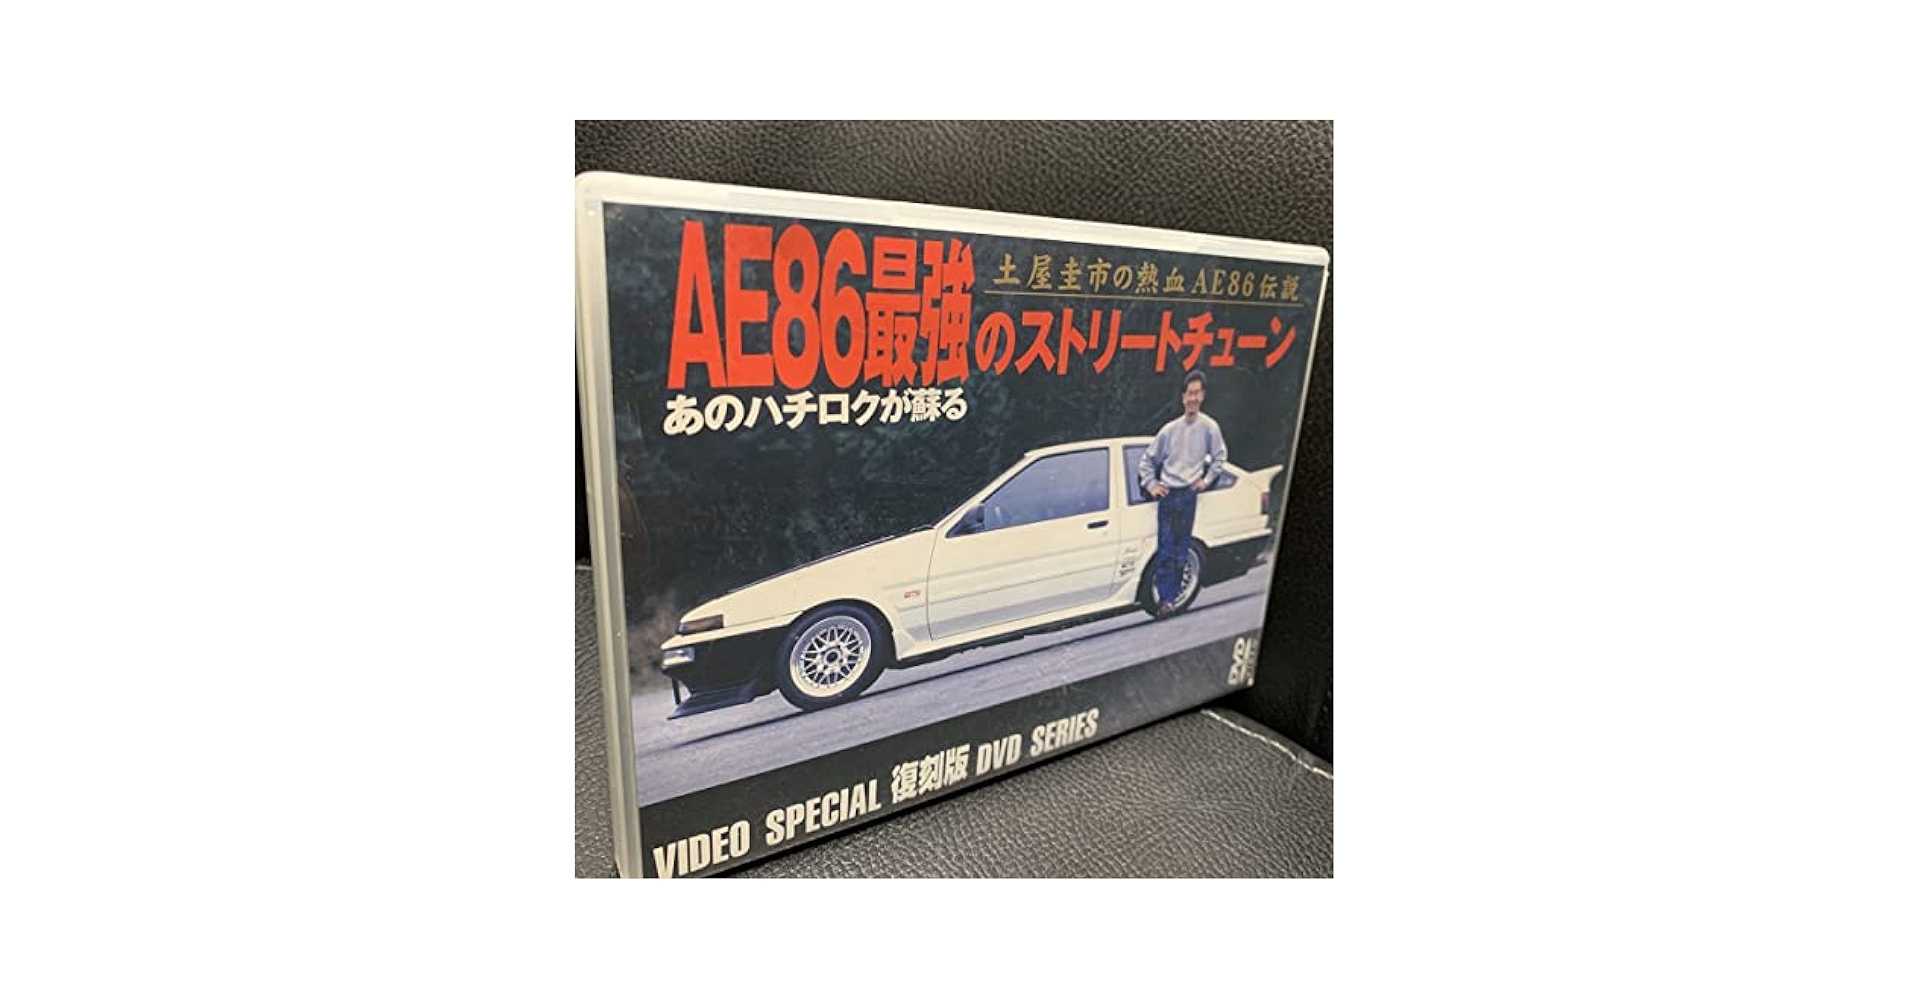 土屋圭市の熱血AE86伝説
AE86最強のストリートチューン
あのハチロクが蘇る
DVD
VIDEO SPECIAL 復刻版 DVD SERIES